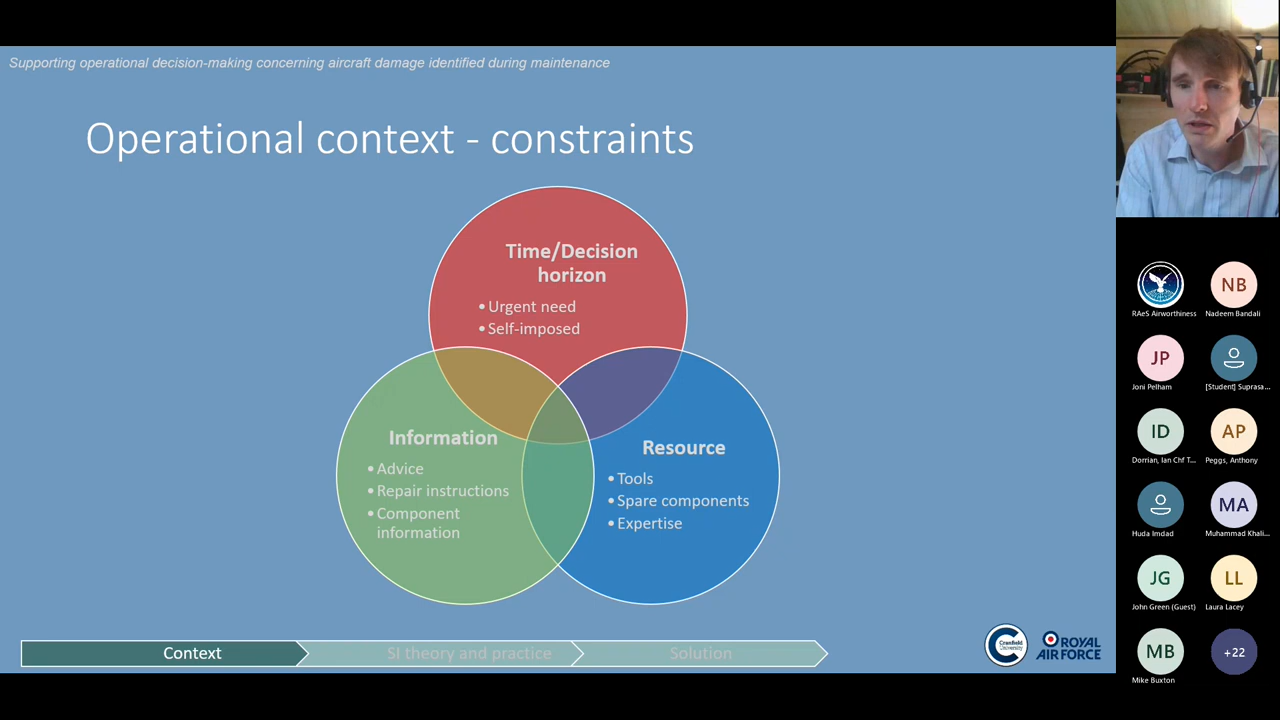 Supporting operational decision-making concerning aircraft damage identified during maintenance
Operational context - constraints
Time/Decision
horizon
• Urgent need
• Self-imposed
Information
• Advice
• Repair instructions
• Component
information
Resource
• Tools
• Spare components
• Expertise
Context
SI theory and practice
Solution
Cranfield
University
ROYAL
AIR FORCE
RAeS Airworthiness
NB
Nadeem Bandali
JP
Joni Pelham
[Student] Suprasa...
ID
Dorrian, Ian Chf T...
AP
Peggs, Anthony
Huda Imdad
MA
Muhammad Khali...
JG
John Green (Guest)
LL
Laura Lacey
MB
Mike Buxton
+22